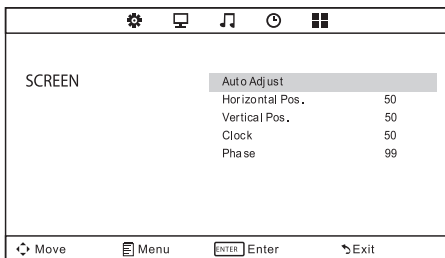 SCREEN
Auto Adjust
Horizontal Pos. 50
Vertical Pos. 50
Clock 50
Phase 99
Move Menu ENTER Enter Exit